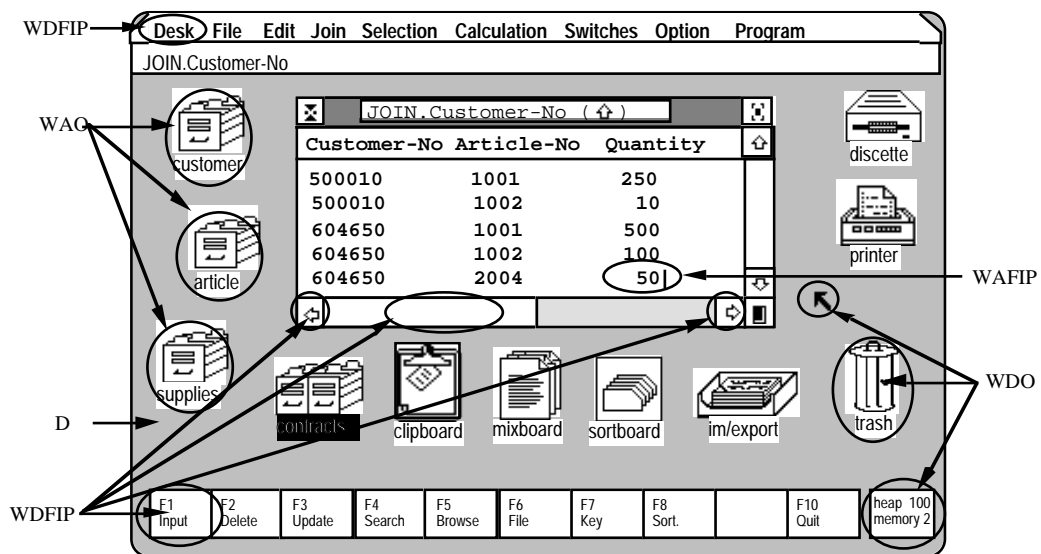 WDFIP
Desk File Edit Join Selection Calculation Switches Option Program
JOIN.Customer-No
WAO
customer
JOIN.Customer-No (⇧)
discette
Customer-No Article-No Quantity
500010 1001 250
500010 1002 10
604650 1001 500
604650 1002 100
604650 2004 50
article
printer
WAFIP
supplies
WDO
D
contracts
clipboard
mixboard
sortboard
im/export
trash
WDFIP
F1 Input
F2 Delete
F3 Update
F4 Search
F5 Browse
F6 File
F7 Key
F8 Sort.
F10 Quit
heap 100
memory 2